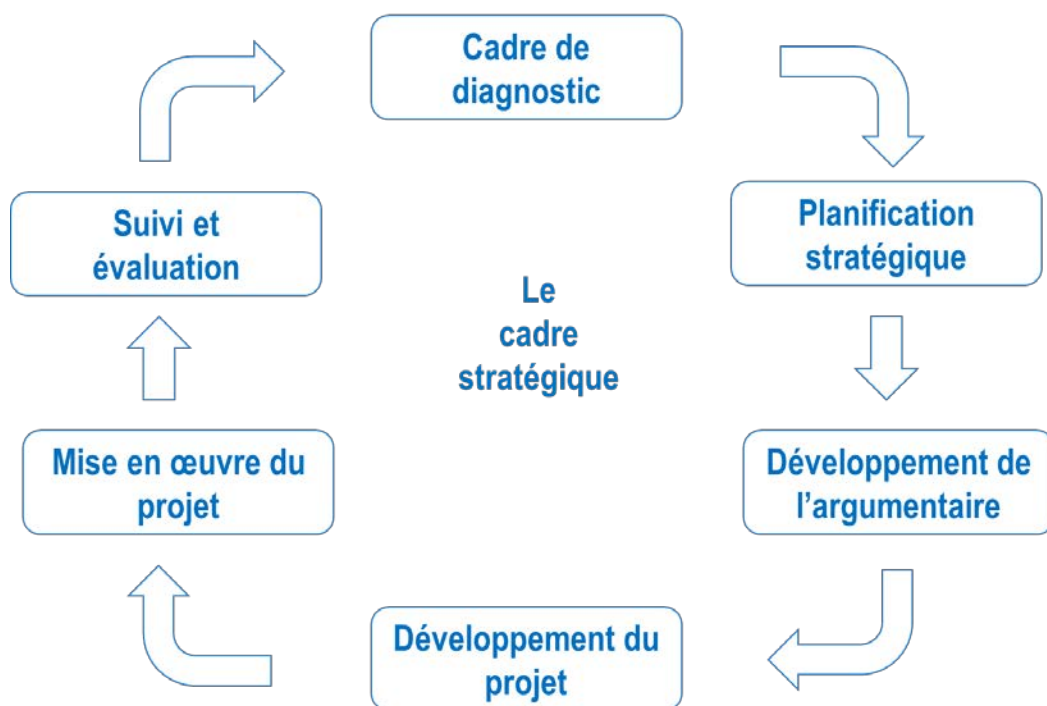 Cadre de
diagnostic
Planification
stratégique
Développement de
l’argumentaire
Développement du
projet
Mise en œuvre du
projet
Suivi et
évaluation
Le
cadre
stratégique